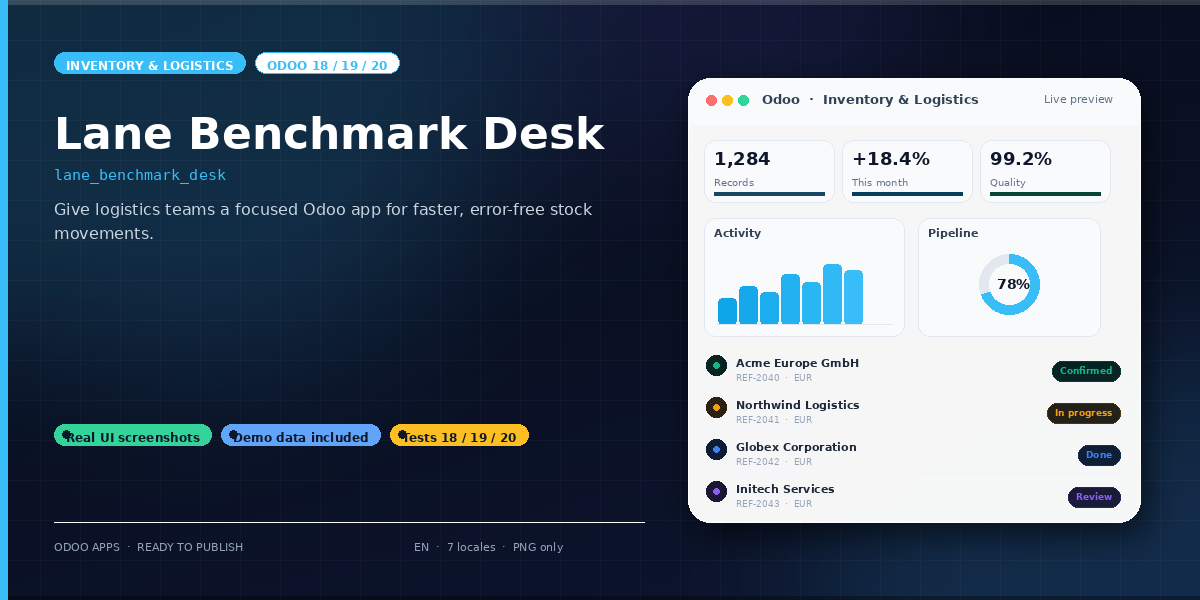 INVENTORY & LOGISTICS
ODOO 18 / 19 / 20
Lane Benchmark Desk
lane_benchmark_desk
Give logistics teams a focused Odoo app for faster, error-free stock
movements.
Real UI screenshots
Demo data included
Tests 18 / 19 / 20
ODOO APPS · READY TO PUBLISH
EN · 7 locales · PNG only
Odoo · Inventory & Logistics
Live preview
1,284
Records
+18.4%
This month
99.2%
Quality
Activity
Pipeline
78%
Acme Europe GmbH
REF-2040 · EUR
Confirmed
Northwind Logistics
REF-2041 · EUR
In progress
Globex Corporation
REF-2042 · EUR
Done
Initech Services
REF-2043 · EUR
Review